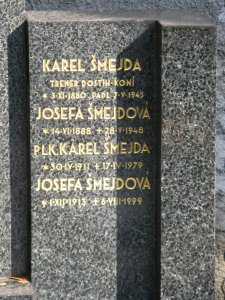 KAREL ŠMEJDA
TRENÉR DOSTIH. KONÍ
* 3·XI·1880, PADL 7·V·1945
JOSEFA ŠMEJDOVÁ
* 14·VI·1888 + 28·V·1948
PLK. KAREL ŠMEJDA
* 30·IV·1911 + 17·IV·1979
JOSEFA ŠMEJDOVÁ
* 1·XII·1913 + 6·VIII·1999